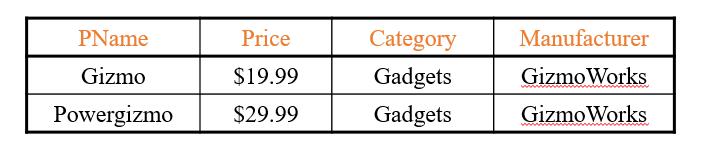 PName Price Category Manufacturer
Gizmo $19.99 Gadgets GizmoWorks
Powergizmo $29.99 Gadgets GizmoWorks